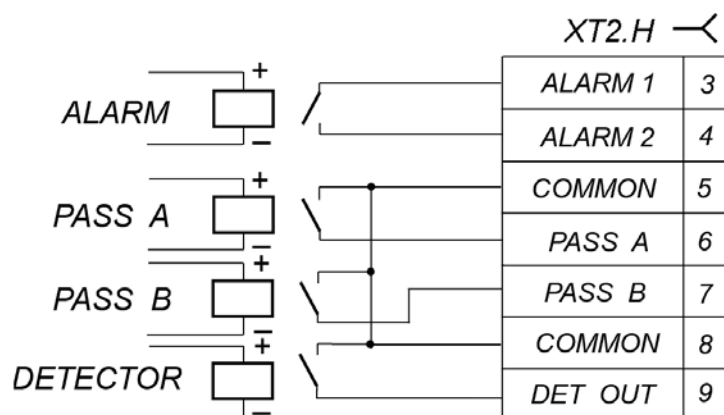 XT2.H
+
ALARM 1 3
ALARM
–
ALARM 2 4
+
COMMON 5
PASS A
–
PASS A 6
+
PASS B
PASS B 7
–
+
COMMON 8
DETECTOR
–
DET OUT 9